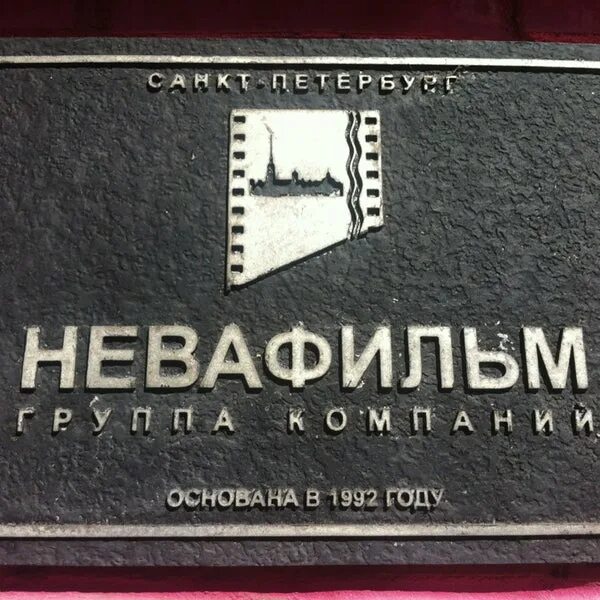 САНКТ-ПЕТЕРБУРГ
НЕВАФИЛЬМ
ГРУППА КОМПАНИЙ
ОСНОВАНА В 1992 ГОДУ